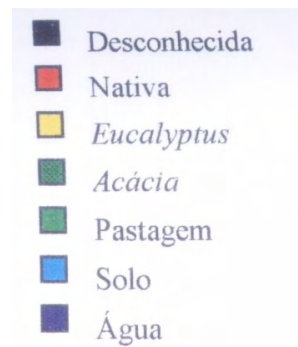 Desconhecida
Nativa
Eucalyptus
Acácia
Pastagem
Solo
Água